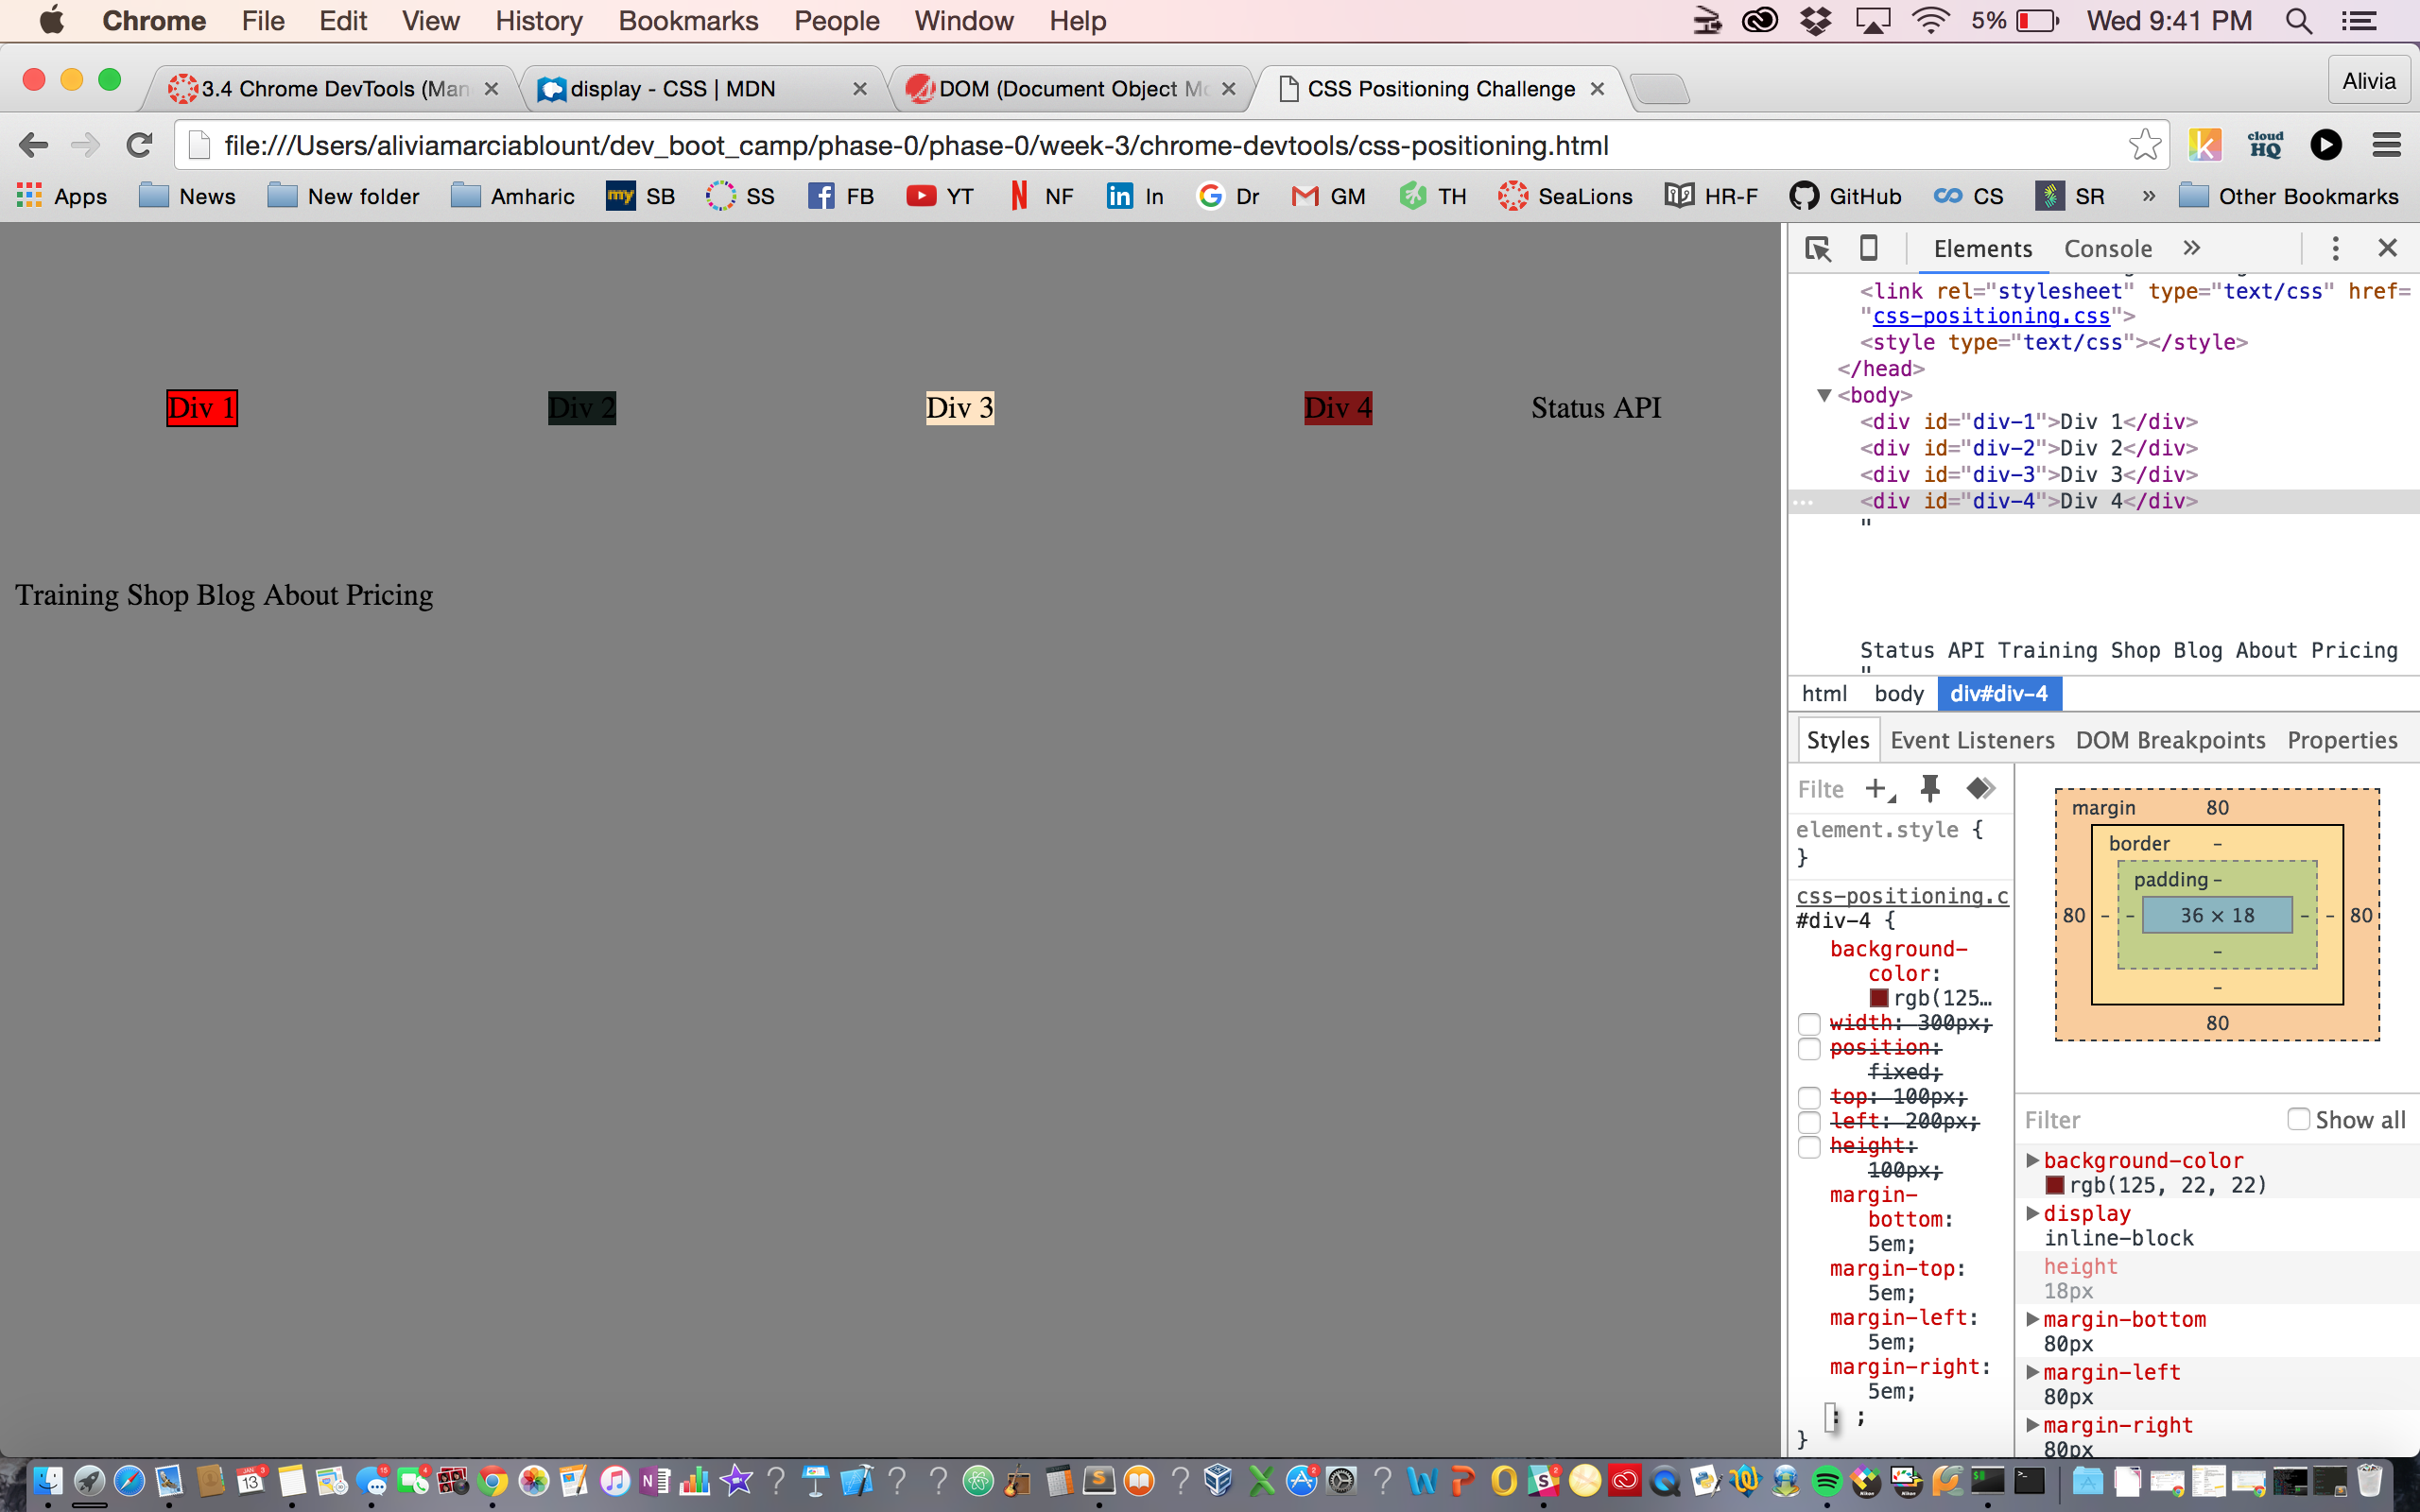 Chrome File Edit View History Bookmarks People Window Help 5% Wed 9:41 PM
3.4 Chrome DevTools (Man display - CSS | MDN DOM (Document Object Mo CSS Positioning Challenge Alivia
file:///Users/aliviamarciablount/dev_boot_camp/phase-0/phase-0/week-3/chrome-devtools/css-positioning.html cloud HQ
Apps News New folder Amharic my SB SS FB YT NF In Dr GM TH SeaLions HR-F GitHub CS SR » Other Bookmarks
Div 1 Div 2 Div 3 Div 4 Status API
Training Shop Blog About Pricing
Elements Console »
<link rel="stylesheet" type="text/css" href=
"css-positioning.css">
<style type="text/css"></style>
</head>
<body>
<div id="div-1">Div 1</div>
<div id="div-2">Div 2</div>
<div id="div-3">Div 3</div>
<div id="div-4">Div 4</div>
"
Status API Training Shop Blog About Pricing
"
html body div#div-4
Styles Event Listeners DOM Breakpoints Properties
Filte
element.style {
}
css-positioning.c
#div-4 {
background-
color:
rgb(125…
width: 300px;
position:
fixed;
top: 100px;
left: 200px;
height:
100px;
margin-
bottom:
5em;
margin-top:
5em;
margin-left:
5em;
margin-right:
5em;
: ;
}
margin 80
border -
padding -
80 - - 36 × 18 - - 80
-
-
80
Filter Show all
background-color
rgb(125, 22, 22)
display
inline-block
height
18px
margin-bottom
80px
margin-left
80px
margin-right
80px